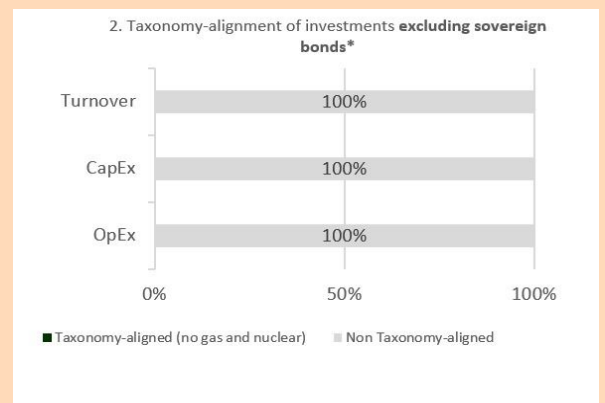 2. Taxonomy-alignment of investments excluding sovereign
bonds*
Turnover 100%
CapEx 100%
OpEx 100%
0% 50% 100%
Taxonomy-aligned (no gas and nuclear) Non Taxonomy-aligned